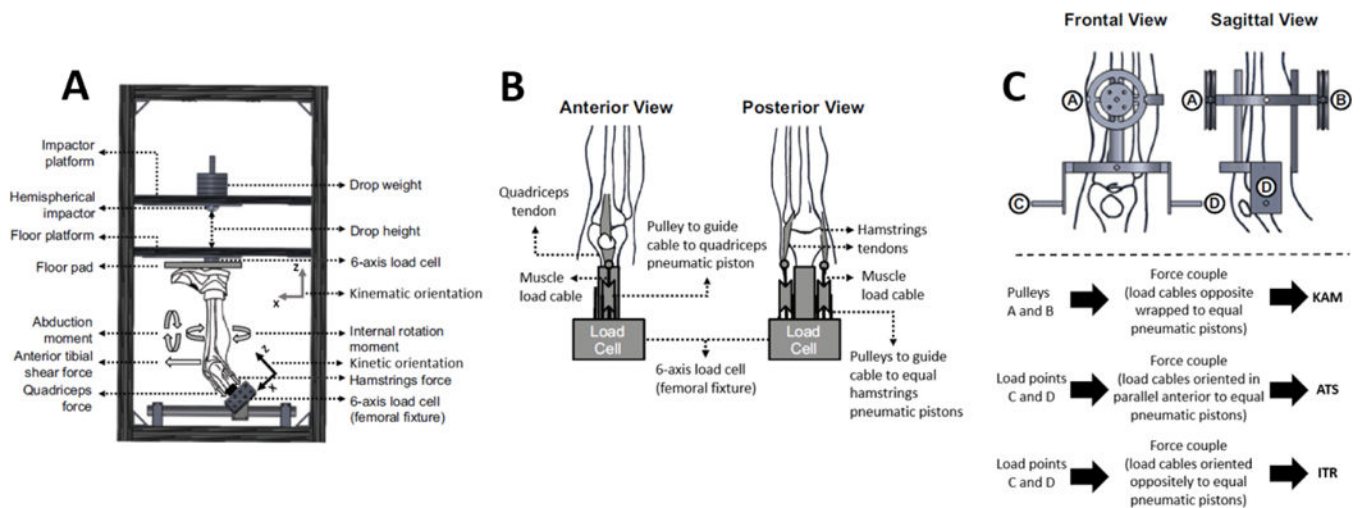 A
Impactor
platform
Hemispherical
impactor
Floor platform
Floor pad
Abduction
moment
Anterior tibial
shear force
Quadriceps
force
Drop weight
Drop height
6-axis load cell
z
x
Kinematic orientation
Internal rotation
moment
Kinetic orientation
z
x
Hamstrings force
6-axis load cell
(femoral fixture)
B
Anterior View
Posterior View
Quadriceps
tendon
Pulley to guide
cable to quadriceps
pneumatic piston
Muscle
load cable
Hamstrings
tendons
Muscle
load cable
Load
Cell
Load
Cell
6-axis load cell
(femoral fixture)
Pulleys to guide
cable to equal
hamstrings
pneumatic pistons
C
Frontal View
Sagittal View
A
A
B
C
D
D
Pulleys
A and B
Force couple
(load cables opposite
wrapped to equal
pneumatic pistons)
KAM
Load points
C and D
Force couple
(load cables oriented in
parallel anterior to equal
pneumatic pistons)
ATS
Load points
C and D
Force couple
(load cables oriented
oppositely to equal
pneumatic pistons)
ITR